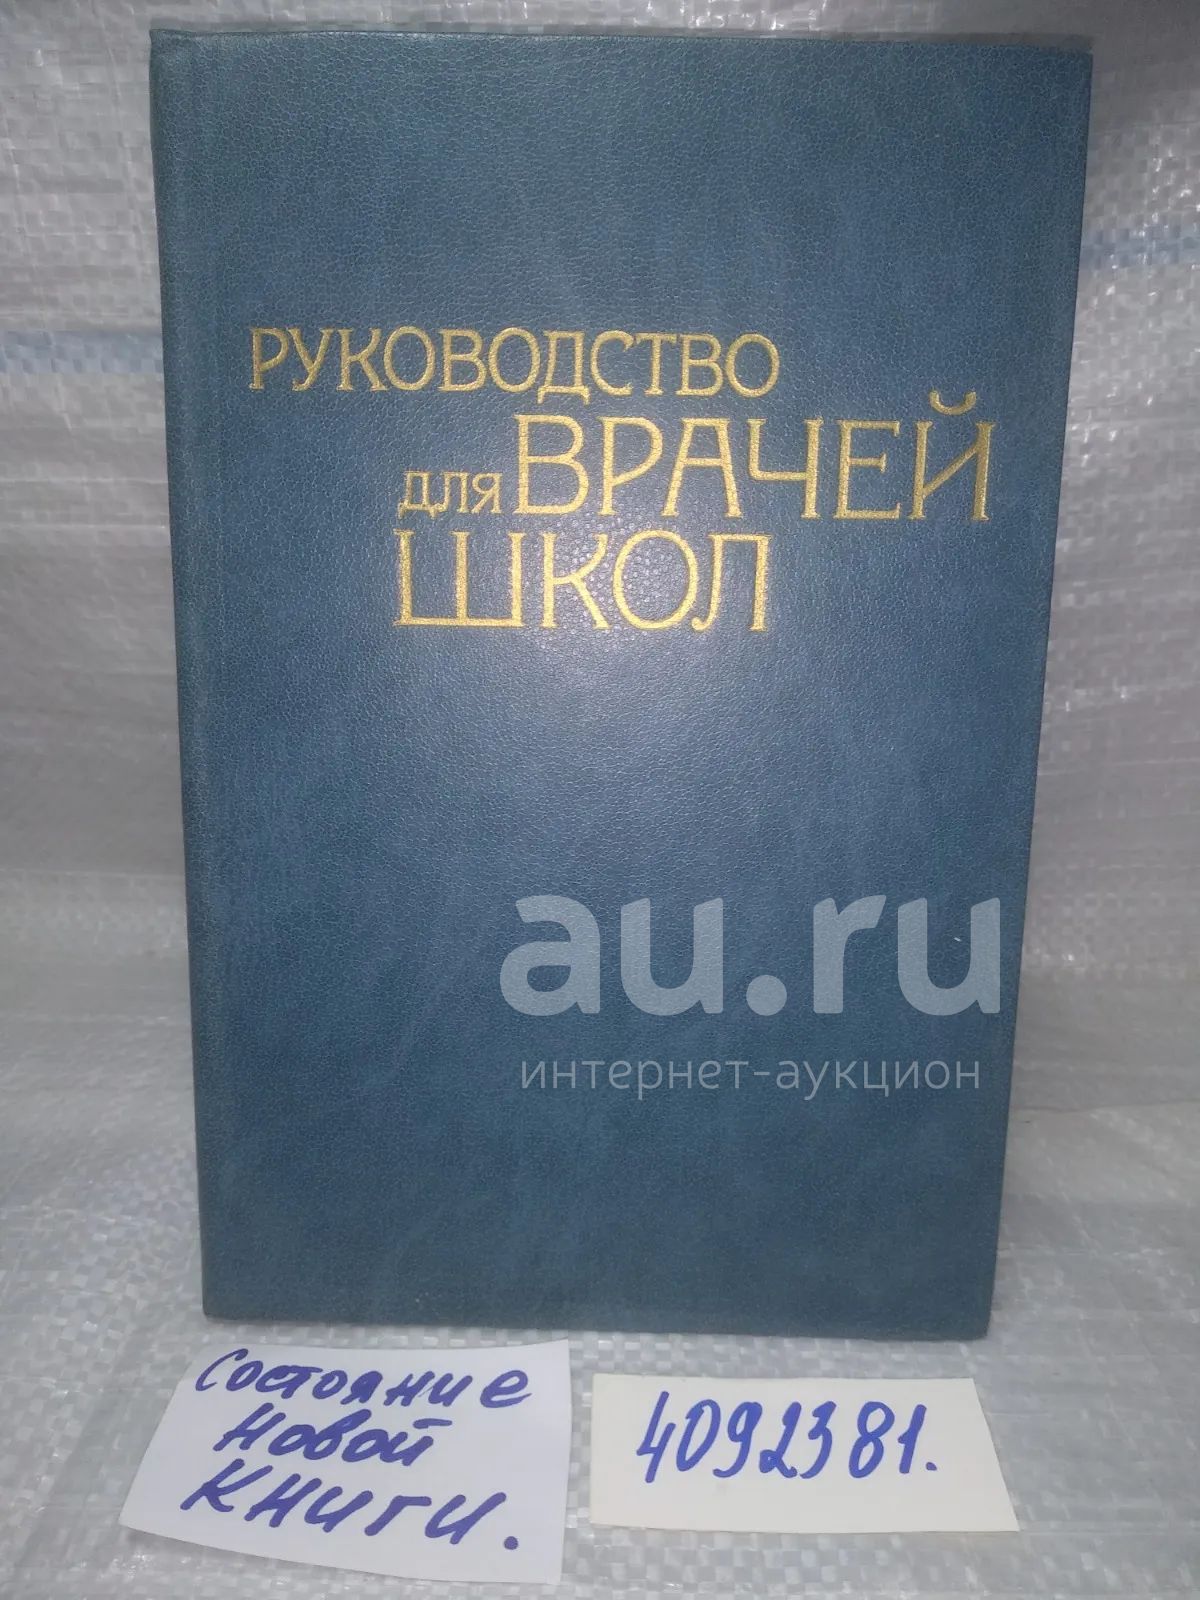 РУКОВОДСТВО
ДЛЯ ВРАЧЕЙ
ШКОЛ
au.ru
интернет-аукцион
Состояние
новой
книги.
4092381.